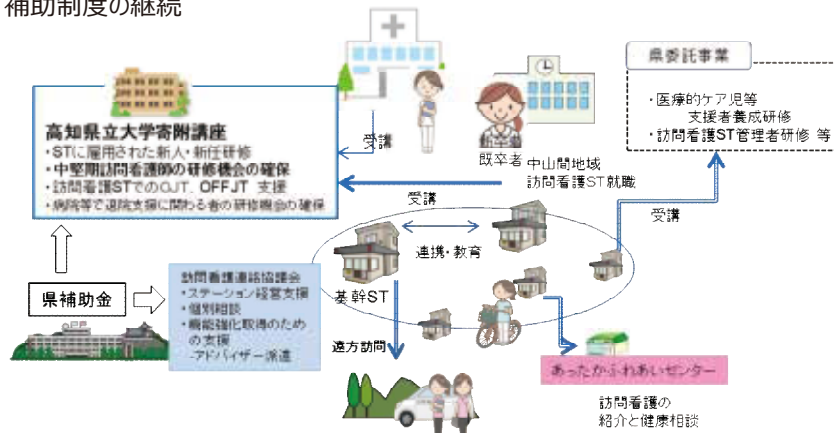 補助制度の継続
県委託事業
・医療的ケア児等
支援者養成研修
・訪問看護ST管理者研修 等
高知県立大学寄附講座
・STに雇用された新人・新任研修
・中堅期訪問看護師の研修機会の確保
・訪問看護STでのOJT、OFFJT 支援
・病院等で退院支援に関わる者の研修機会の確保
受講
既卒者
中山間地域
訪問看護ST就職
受講
受講
連携・教育
基幹ST
県補助金
訪問看護連絡協議会
・ステーション経営支援
・個別相談
・機能強化取得のため
の支援
-アドバイザー派遣
遠方訪問
あったかふれあいセンター
訪問看護の
紹介と健康相談